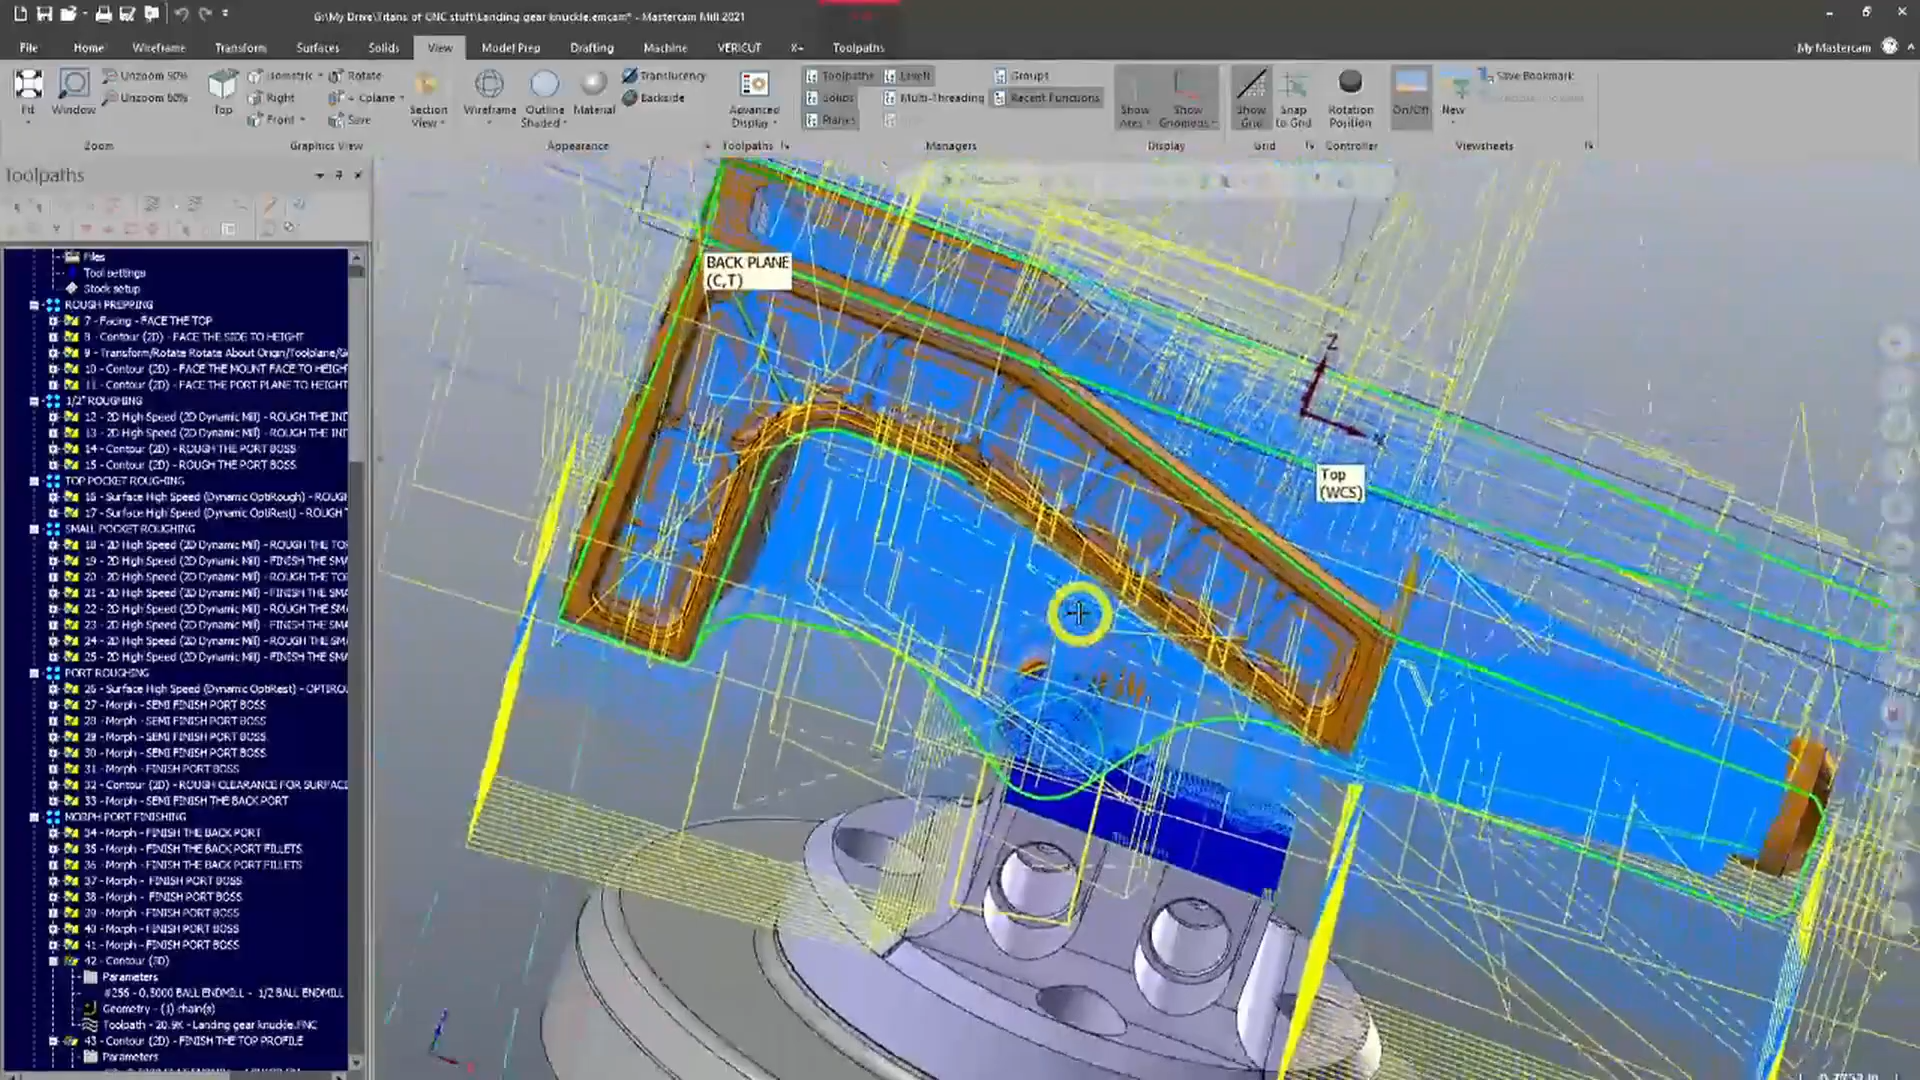 G:\My Drive\Titans of CNC stuff\Landing gear knuckle.emcam* - Mastercam Mill 2021
File Home Wireframe Transform Surfaces Solids View Model Prep Drafting Machine VERICUT X+ Toolpaths
My Mastercam
Fit
Window
Unzoom 50%
Unzoom 80%
Zoom
Top
Isometric
Right
Front
Rotate
Cplane
Save
Section
View
Graphics View
Wireframe
Outline
Shaded
Material
Translucency
Backside
Appearance
Advanced
Display
Toolpaths
Toolpaths
Solids
Planes
Levels
Multi-Threading
Groups
Recent Functions
Managers
Show
Axes
Show
Gnomons
Display
Show
Grid
Snap
to Grid
Grid
Rotation
Position
Controller
On/Off
New
Save Bookmark
Viewsheets
Toolpaths
Files
Tool settings
Stock setup
ROUGH PREPPING
7 - Facing - FACE THE TOP
8 - Contour (2D) - FACE THE SIDE TO HEIGHT
9 - Transform/Rotate Rotate About Origin/Toolplane/G
10 - Contour (2D) - FACE THE MOUNT FACE TO HEIGHT
11 - Contour (2D) - FACE THE PORT PLANE TO HEIGHT
1/2" ROUGHING
12 - 2D High Speed (2D Dynamic Mill) - ROUGH THE INT
13 - 2D High Speed (2D Dynamic Mill) - ROUGH THE INT
14 - Contour (2D) - ROUGH THE PORT BOSS
15 - Contour (2D) - ROUGH THE PORT BOSS
TOP POCKET ROUGHING
16 - Surface High Speed (Dynamic OptiRough) - ROUGH
17 - Surface High Speed (Dynamic OptiRest) - ROUGH T
SMALL POCKET ROUGHING
18 - 2D High Speed (2D Dynamic Mill) - ROUGH THE TOP
19 - 2D High Speed (2D Dynamic Mill) - FINISH THE SMA
20 - 2D High Speed (2D Dynamic Mill) - ROUGH THE TOP
21 - 2D High Speed (2D Dynamic Mill) - FINISH THE SMA
22 - 2D High Speed (2D Dynamic Mill) - ROUGH THE SMA
23 - 2D High Speed (2D Dynamic Mill) - FINISH THE SMA
24 - 2D High Speed (2D Dynamic Mill) - ROUGH THE SMA
25 - 2D High Speed (2D Dynamic Mill) - FINISH THE SMA
PORT ROUGHING
26 - Surface High Speed (Dynamic OptiRest) - OPTIRO
27 - Morph - SEMI FINISH PORT BOSS
28 - Morph - SEMI FINISH PORT BOSS
29 - Morph - SEMI FINISH PORT BOSS
30 - Morph - SEMI FINISH PORT BOSS
31 - Morph - FINISH PORT BOSS
32 - Contour (2D) - ROUGH CLEARANCE FOR SURFACE
33 - Morph - SEMI FINISH THE BACK PORT
MORPH PORT FINISHING
34 - Morph - FINISH THE BACK PORT
35 - Morph - FINISH THE BACK PORT FILLETS
36 - Morph - FINISH THE BACK PORT FILLETS
37 - Morph - FINISH PORT BOSS
38 - Morph - FINISH PORT BOSS
39 - Morph - FINISH PORT BOSS
40 - Morph - FINISH PORT BOSS
41 - Morph - FINISH PORT BOSS
42 - Contour (3D)
Parameters
#256 - 0.5000 BALL ENDMILL - 1/2 BALL ENDMILL
Geometry - (1) chain(s)
Toolpath - 20.9K - Landing gear knuckle.FNC
43 - Contour (2D) - FINISH THE TOP PROFILE
Parameters
BACK PLANE
(C,T)
Z
X
Top
(WCS)